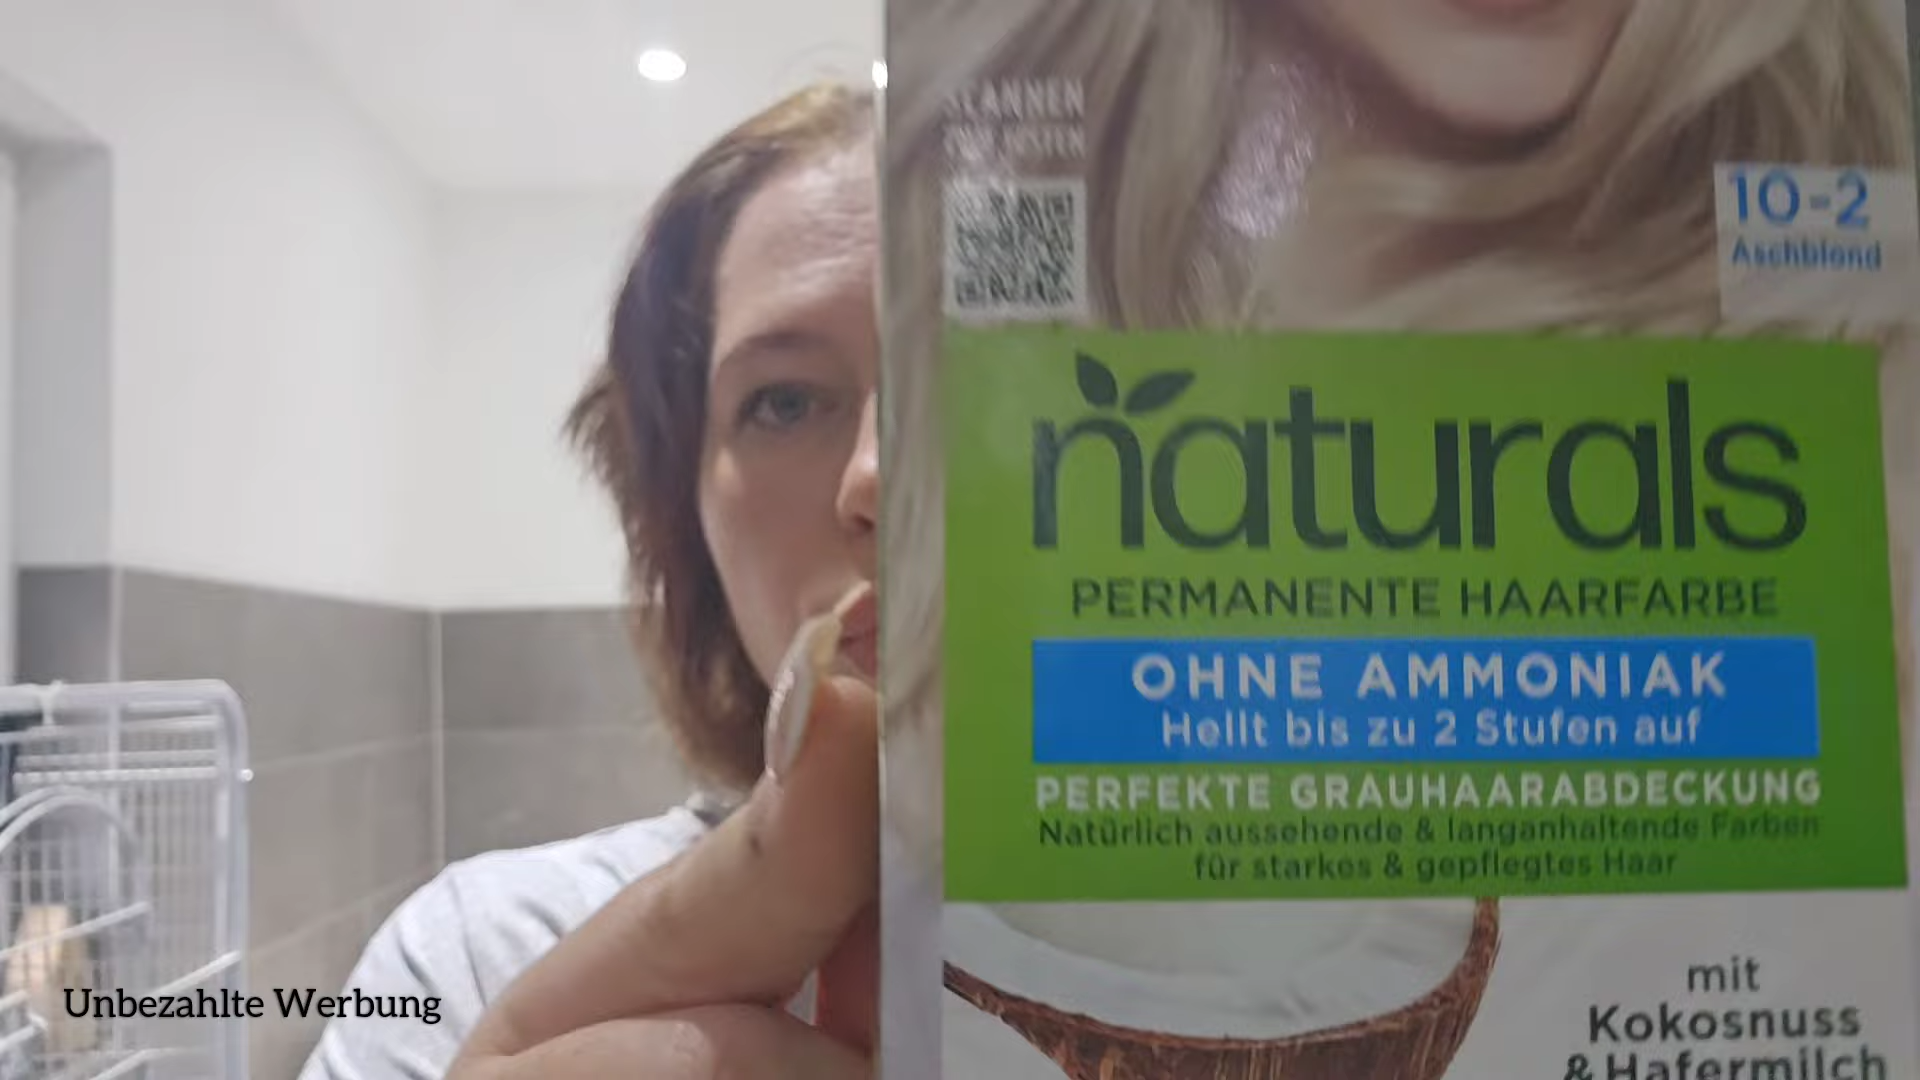 SCANNEN
10-2
Aschblond
naturals
PERMANENTE HAARFARBE
OHNE AMMONIAK
Hellt bis zu 2 Stufen auf
PERFEKTE GRAUHAARABDECKUNG
Natürlich aussehende & langanhaltende Farben
für starkes & gepflegtes Haar
mit
Kokosnuss
& Hafermilch
Unbezahlte Werbung